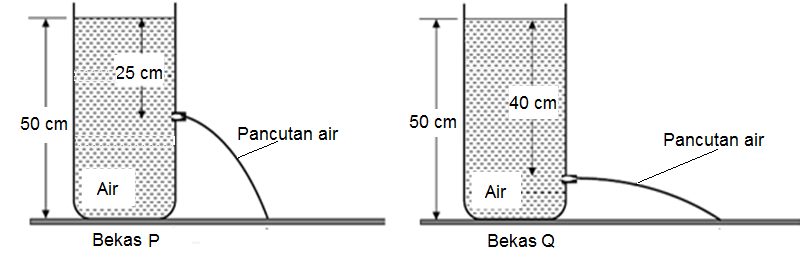 25 cm
50 cm
Pancutan air
Air
Bekas P
40 cm
50 cm
Pancutan air
Air
Bekas Q